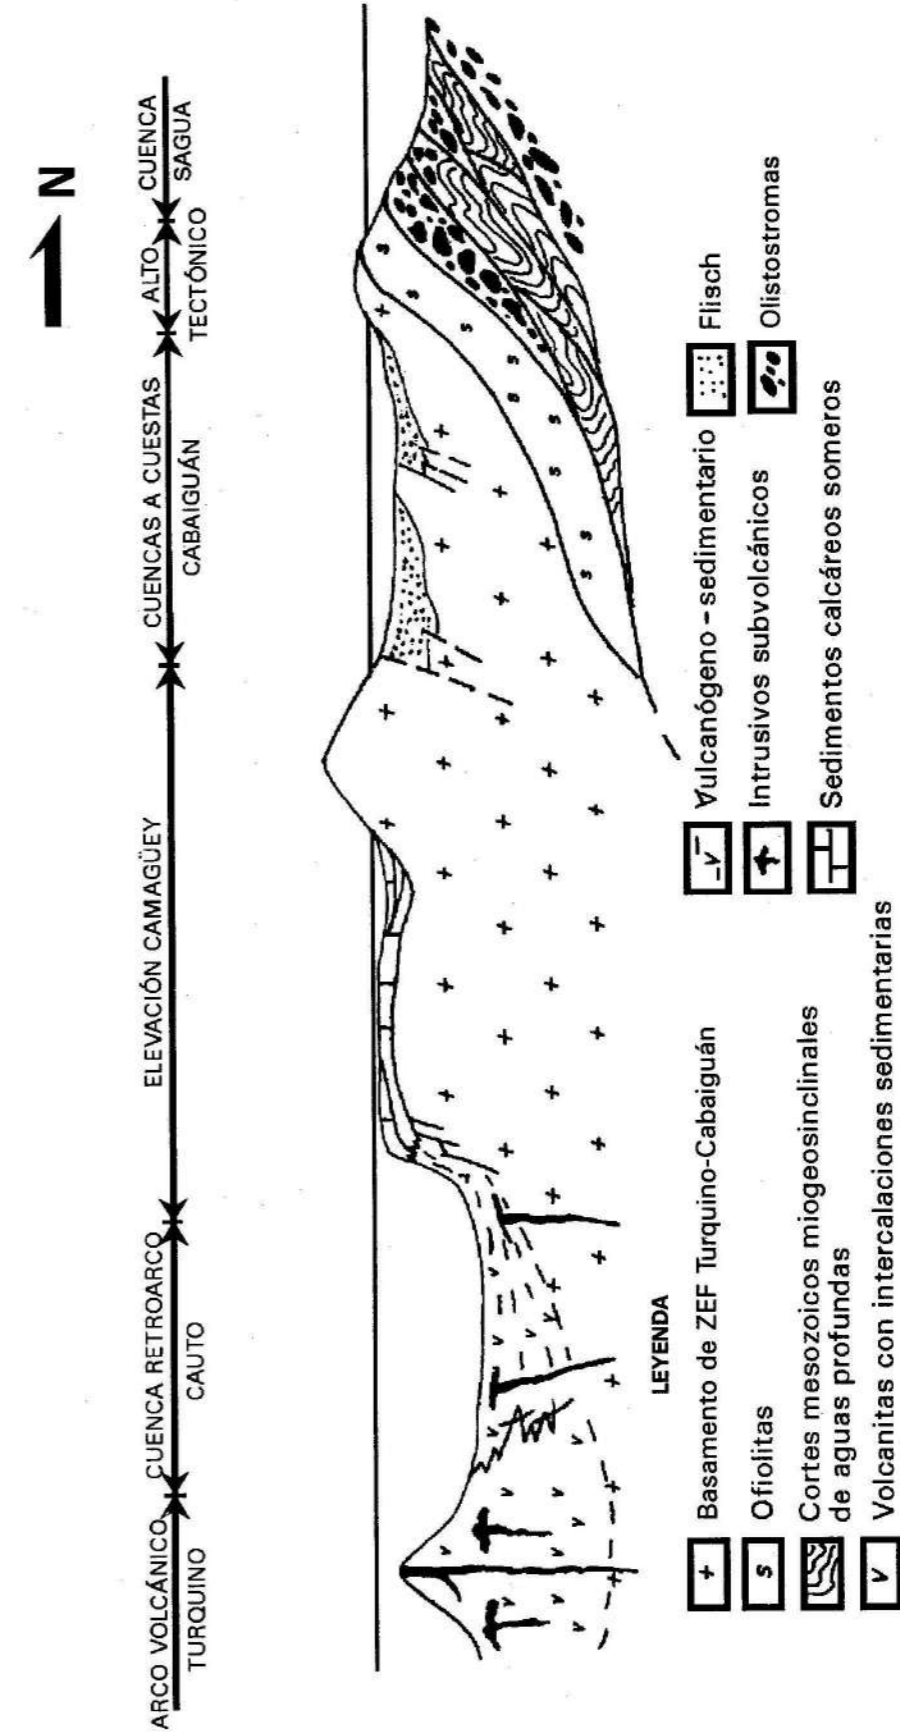 N
ARCO VOLCÁNICO
TURQUINO
CUENCA RETROARCO
CAUTO
ELEVACIÓN CAMAGÜEY
CUENCAS A CUESTAS
CABAIGUÁN
ALTO
TECTÓNICO
CUENCA
SAGUA
LEYENDA
+ Basamento de ZEF Turquino-Cabaiguán
s Ofiolitas
Cortes mesozoicos miogeosinclinales
de aguas profundas
v Volcanitas con intercalaciones sedimentarias
v Vulcanógeno – sedimentario
Intrusivos subvolcánicos
Sedimentos calcáreos someros
Flisch
Olistostromas